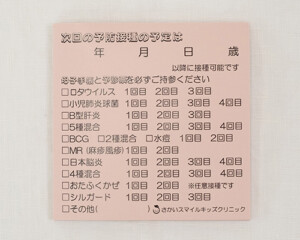 次回の予防接種の予定は
年 月 日 歳
以降に接種可能です
母子手帳と予診票を必ずご持参ください
□ロタウイルス 1回目 2回目 3回目
□小児肺炎球菌 1回目 2回目 3回目 4回目
□B型肝炎 1回目 2回目 3回目
□5種混合 1回目 2回目 3回目 4回目
□BCG □2種混合 □水痘 1回目 2回目
□MR(麻疹風疹) 1回目 2回目
□日本脳炎 1回目 2回目 3回目 4回目
□4種混合 1回目 2回目 3回目 4回目
□おたふくかぜ 1回目 2回目 ※任意接種です
□シルガード 1回目 2回目 3回目
□その他( ) さかいスマイルキッズクリニック